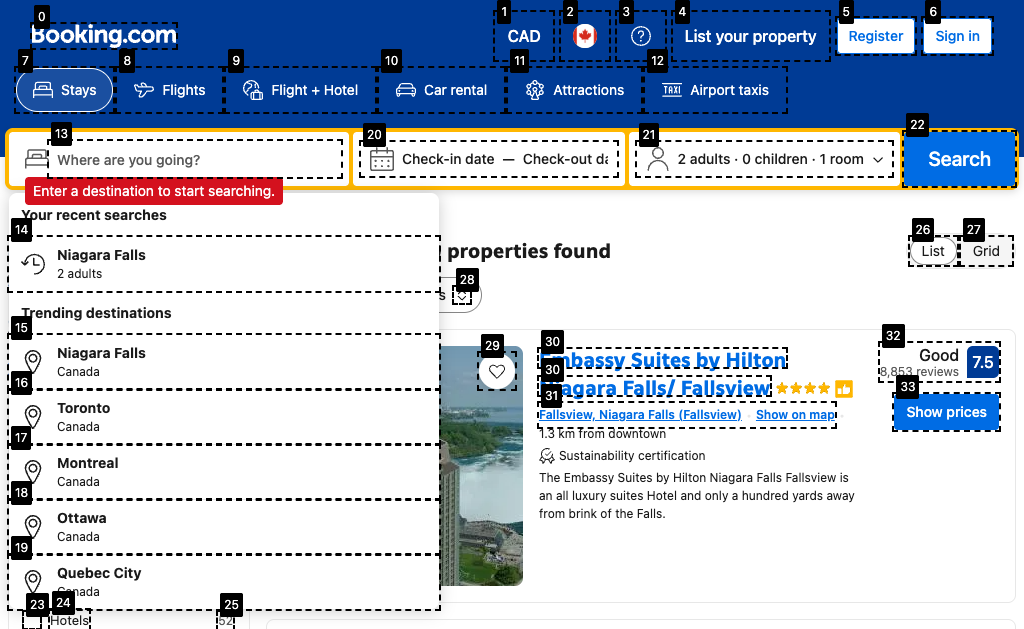 0
Booking.com
1
CAD
2
3
4
List your property
5
Register
6
Sign in
7
Stays
8
Flights
9
Flight + Hotel
10
Car rental
11
Attractions
12
TAXI
Airport taxis
13
Where are you going?
20
Check-in date — Check-out da
21
2 adults · 0 children · 1 room
22
Search
Enter a destination to start searching.
Your recent searches
14
Niagara Falls
2 adults
Trending destinations
15
Niagara Falls
Canada
16
Toronto
Canada
17
Montreal
Canada
18
Ottawa
Canada
19
Quebec City
Canada
23
24
Hotels
25
52
properties found
26
List
27
Grid
s
28
29
30
Embassy Suites by Hilton
30
Niagara Falls/ Fallsview
31
Fallsview, Niagara Falls (Fallsview) · Show on map ·
1.3 km from downtown
Sustainability certification
The Embassy Suites by Hilton Niagara Falls Fallsview is
an all luxury suites Hotel and only a hundred yards away
from brink of the Falls.
32
Good
8,853 reviews
7.5
33
Show prices